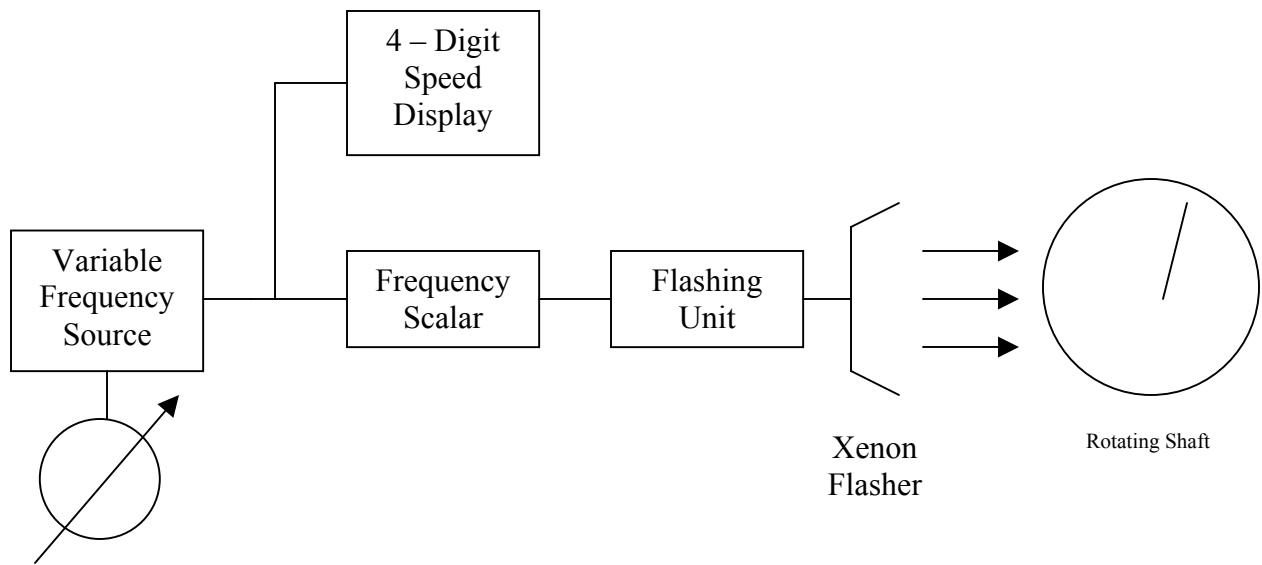 4 – Digit
Speed
Display
Variable
Frequency
Source
Frequency
Scalar
Flashing
Unit
Xenon
Flasher
Rotating Shaft